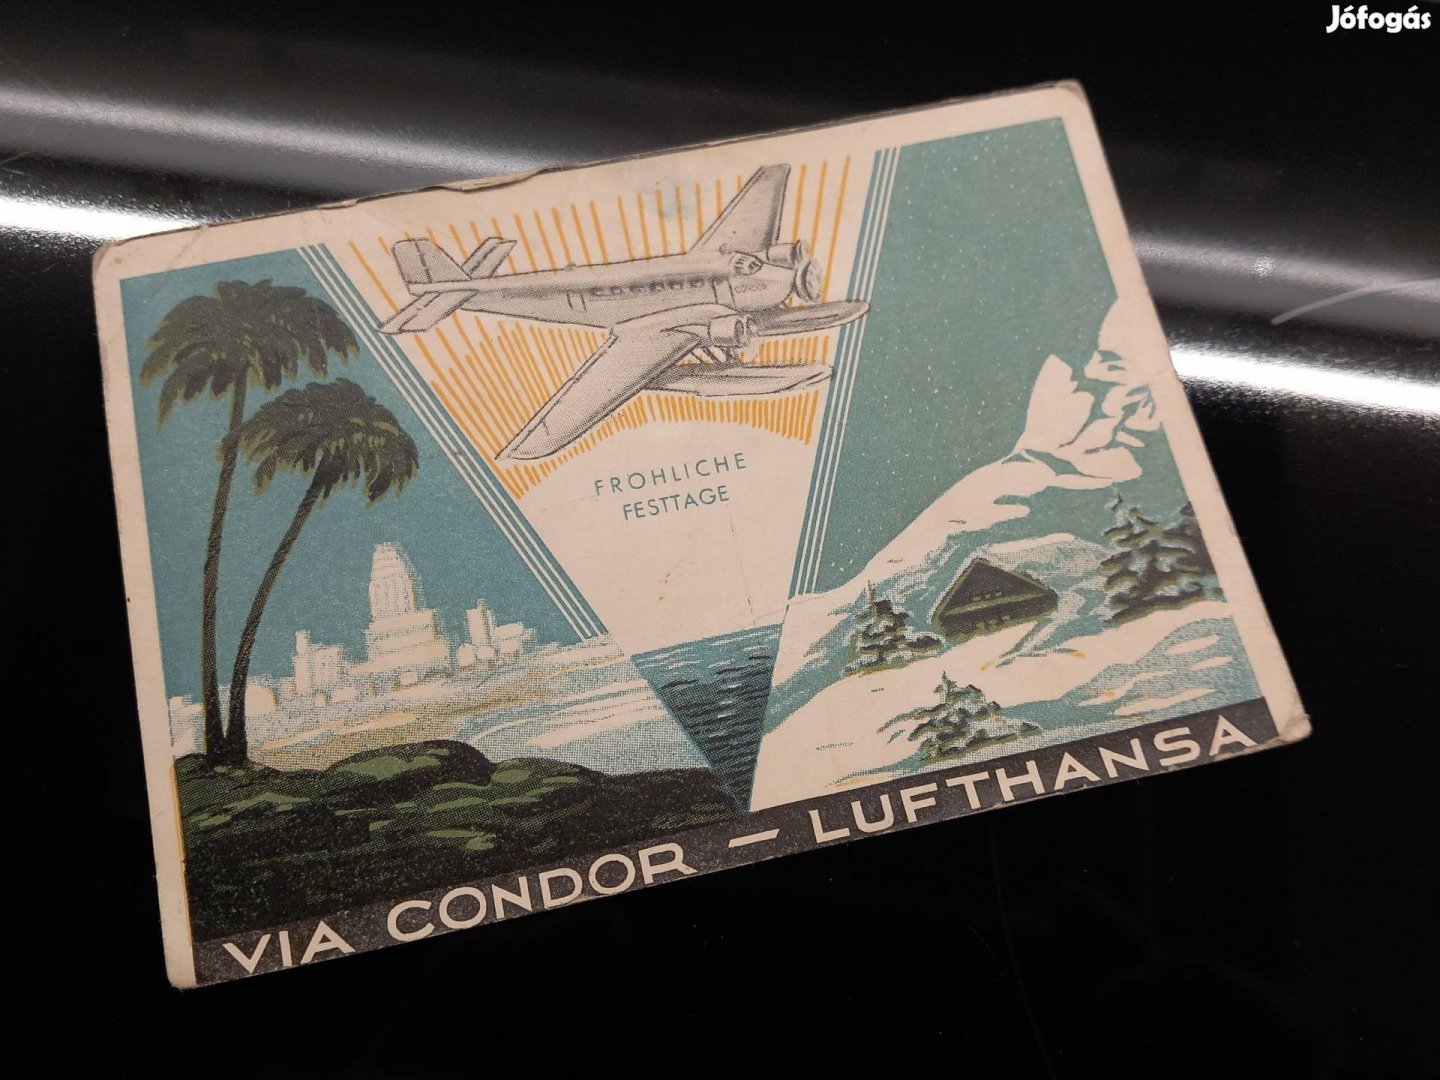 Jófogás
FROHLICHE
FESTTAGE
VIA CONDOR – LUFTHANSA